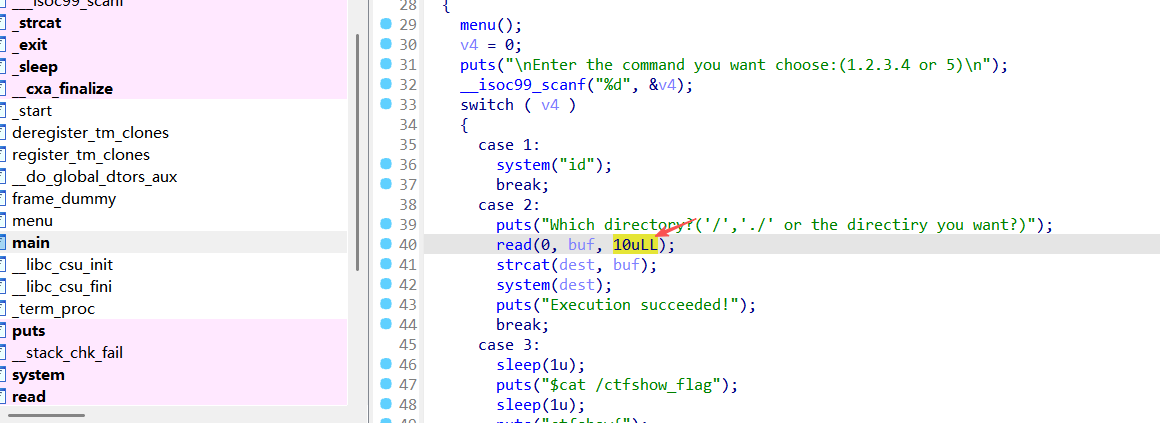 ___isoc99_scanf
_strcat
_exit
_sleep
__cxa_finalize
_start
deregister_tm_clones
register_tm_clones
__do_global_dtors_aux
frame_dummy
menu
main
__libc_csu_init
__libc_csu_fini
_term_proc
puts
__stack_chk_fail
system
read
28 {
29 menu();
30 v4 = 0;
31 puts("\nEnter the command you want choose:(1.2.3.4 or 5)\n");
32 __isoc99_scanf("%d", &v4);
33 switch ( v4 )
34 {
35 case 1:
36 system("id");
37 break;
38 case 2:
39 puts("Which directory?('/','./' or the directiry you want?)");
40 read(0, buf, 10uLL);
41 strcat(dest, buf);
42 system(dest);
43 puts("Execution succeeded!");
44 break;
45 case 3:
46 sleep(1u);
47 puts("$cat /ctfshow_flag");
48 sleep(1u);